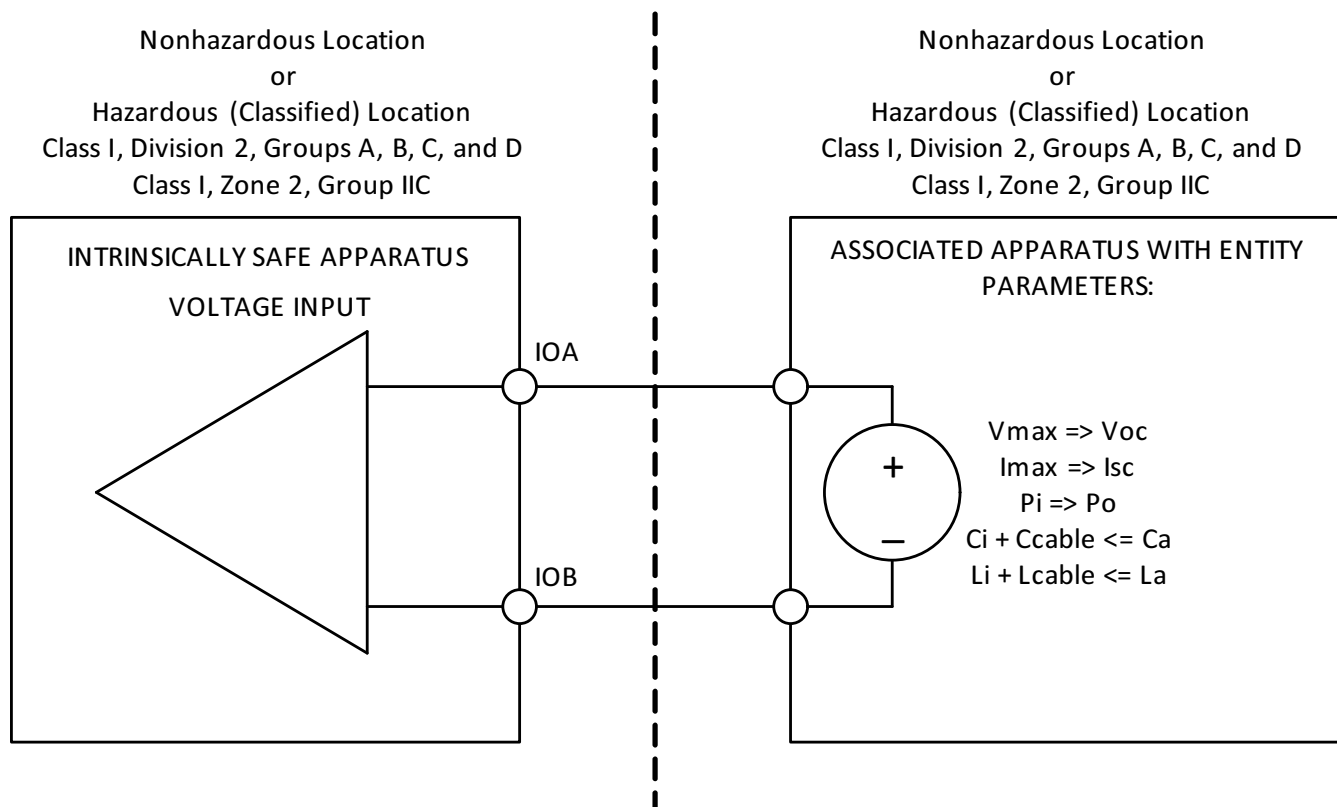 Nonhazardous Location
or
Hazardous (Classified) Location
Class I, Division 2, Groups A, B, C, and D
Class I, Zone 2, Group IIC
INTRINSICALLY SAFE APPARATUS
VOLTAGE INPUT
IOA
IOB
Nonhazardous Location
or
Hazardous (Classified) Location
Class I, Division 2, Groups A, B, C, and D
Class I, Zone 2, Group IIC
ASSOCIATED APPARATUS WITH ENTITY
PARAMETERS:
+
–
Vmax => Voc
Imax => Isc
Pi => Po
Ci + Ccable <= Ca
Li + Lcable <= La